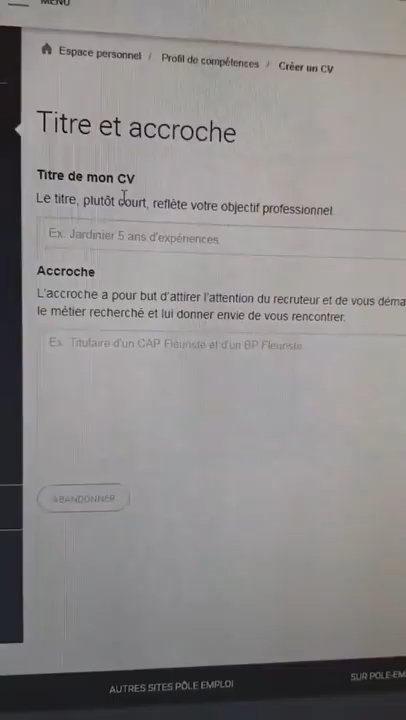 MENU
Espace personnel / Profil de compétences / Créer un CV
Titre et accroche
Titre de mon CV
Le titre, plutôt court, reflète votre objectif professionnel
Ex. Jardinier 5 ans d'expériences
Accroche
L'accroche a pour but d'attirer l'attention du recruteur et de vous déma
le métier recherché et lui donner envie de vous rencontrer.
Ex. Titulaire d'un CAP Fleuriste et d'un BP Fleuriste
ABANDONNER
AUTRES SITES PÔLE EMPLOI
SUR POLE-EM